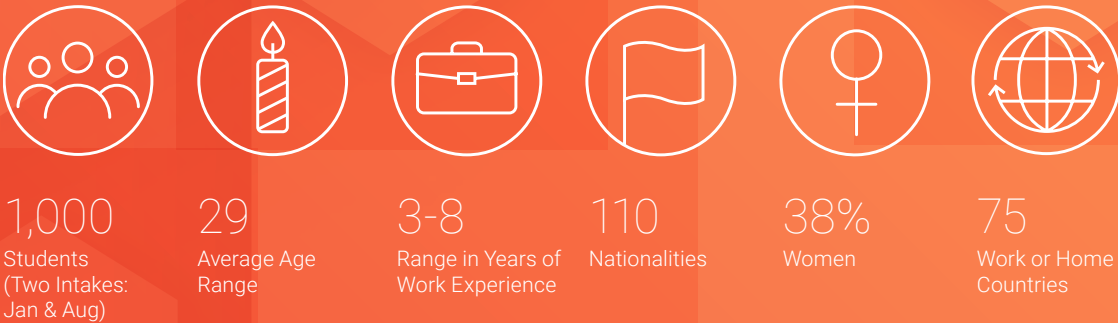 1,000
Students
(Two Intakes:
Jan & Aug)
29
Average Age
Range
3-8
Range in Years of
Work Experience
110
Nationalities
38%
Women
75
Work or Home
Countries